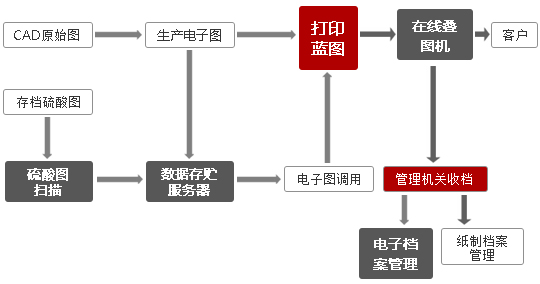 CAD原始图
生产电子图
打印
蓝图
在线叠
图机
客户
存档硫酸图
硫酸图
扫描
数据存贮
服务器
电子图调用
管理机关收档
电子档
案管理
纸制档案
管理